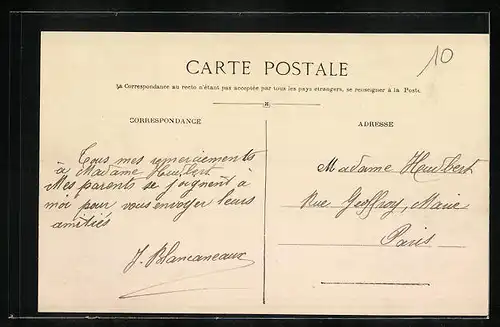 10
CARTE POSTALE
La Correspondance au recto n'étant pas acceptée par tous les pays étrangers, se renseigner à la Poste
CORRESPONDANCE
ADRESSE
Tous mes remerciements
à Madame Heulbert
Mes parents se joignent à
moi pour vous envoyer leurs
amitiés
J. Blancaneaux
Madame Heulbert
Rue Geoffroy, Marie
Paris